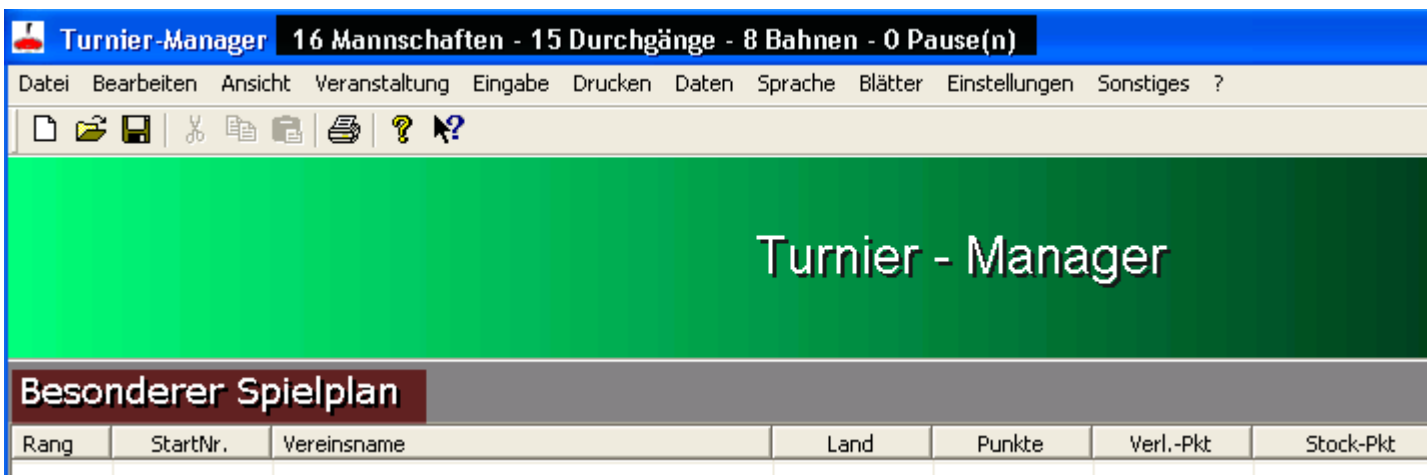 Turnier-Manager 16 Mannschaften - 15 Durchgänge - 8 Bahnen - 0 Pause(n)
Datei Bearbeiten Ansicht Veranstaltung Eingabe Drucken Daten Sprache Blätter Einstellungen Sonstiges ?
Turnier - Manager
Besonderer Spielplan
Rang StartNr. Vereinsname Land Punkte Verl.-Pkt Stock-Pkt